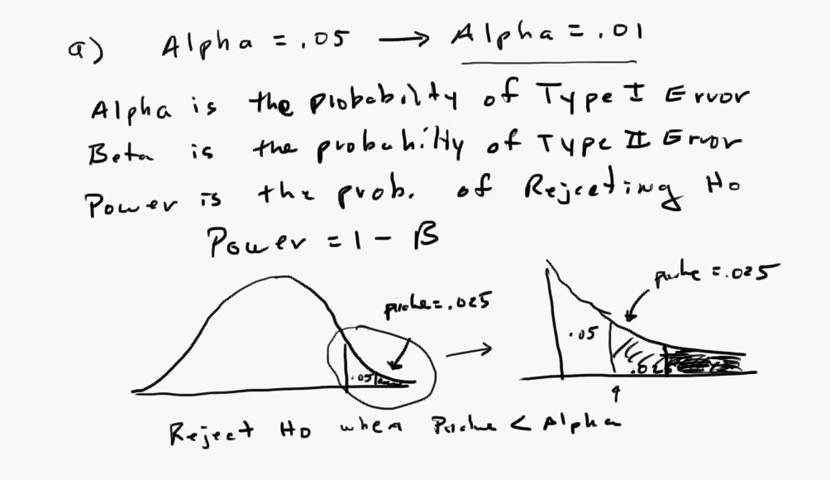 a) Alpha = .05 → Alpha = .01
Alpha is the probability of Type I Error
Beta is the probability of Type II Error
Power is the prob. of Rejecting Ho
Power = 1 - β
pvalue = .025
.05
pvalue = .025
.05
Reject Ho when Pvalue < Alpha